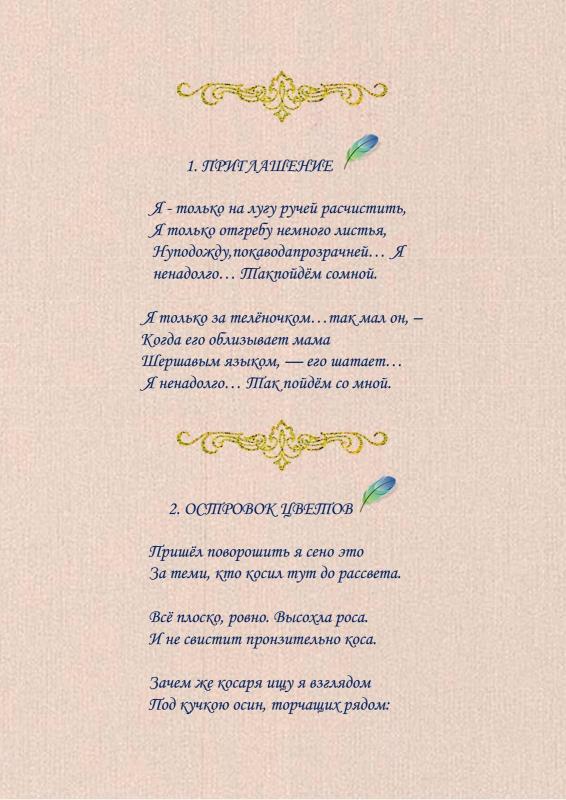 1. ПРИГЛАШЕНИЕ
Я - только на лугу ручей расчистить,
Я только отгребу немного листья,
Нуподожду,покаводапрозрачней… Я
ненадолго… Такпойдём сомной.
Я только за телёночком…так мал он, –
Когда его облизывает мама
Шершавым языком, — его шатает…
Я ненадолго… Так пойдём со мной.
2. ОСТРОВОК ЦВЕТОВ
Пришёл поворошить я сено это
За теми, кто косил тут до рассвета.
Всё плоско, ровно. Высохла роса.
И не свистит пронзительно коса.
Зачем же косаря ищу я взглядом
Под кучкою осин, торчащих рядом: